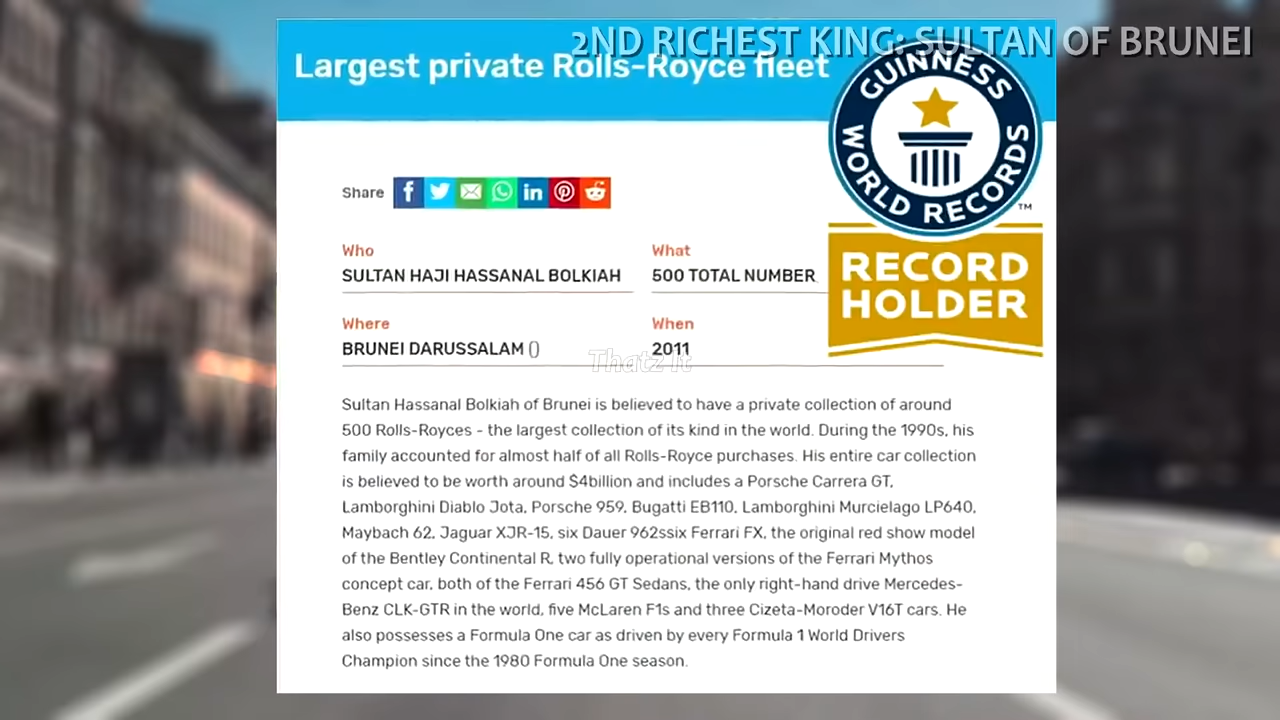 2ND RICHEST KING: SULTAN OF BRUNEI
Largest private Rolls-Royce fleet
GUINNESS
WORLD RECORDS
™
RECORD
HOLDER
Share
Who
SULTAN HAJI HASSANAL BOLKIAH
What
500 TOTAL NUMBER
Where
BRUNEI DARUSSALAM ()
When
2011
Thatz It
Sultan Hassanal Bolkiah of Brunei is believed to have a private collection of around
500 Rolls-Royces - the largest collection of its kind in the world. During the 1990s, his
family accounted for almost half of all Rolls-Royce purchases. His entire car collection
is believed to be worth around $4billion and includes a Porsche Carrera GT,
Lamborghini Diablo Jota, Porsche 959, Bugatti EB110, Lamborghini Murcielago LP640,
Maybach 62, Jaguar XJR-15, six Dauer 962ssix Ferrari FX, the original red show model
of the Bentley Continental R, two fully operational versions of the Ferrari Mythos
concept car, both of the Ferrari 456 GT Sedans, the only right-hand drive Mercedes-
Benz CLK-GTR in the world, five McLaren F1s and three Cizeta-Moroder V16T cars. He
also possesses a Formula One car as driven by every Formula 1 World Drivers
Champion since the 1980 Formula One season.